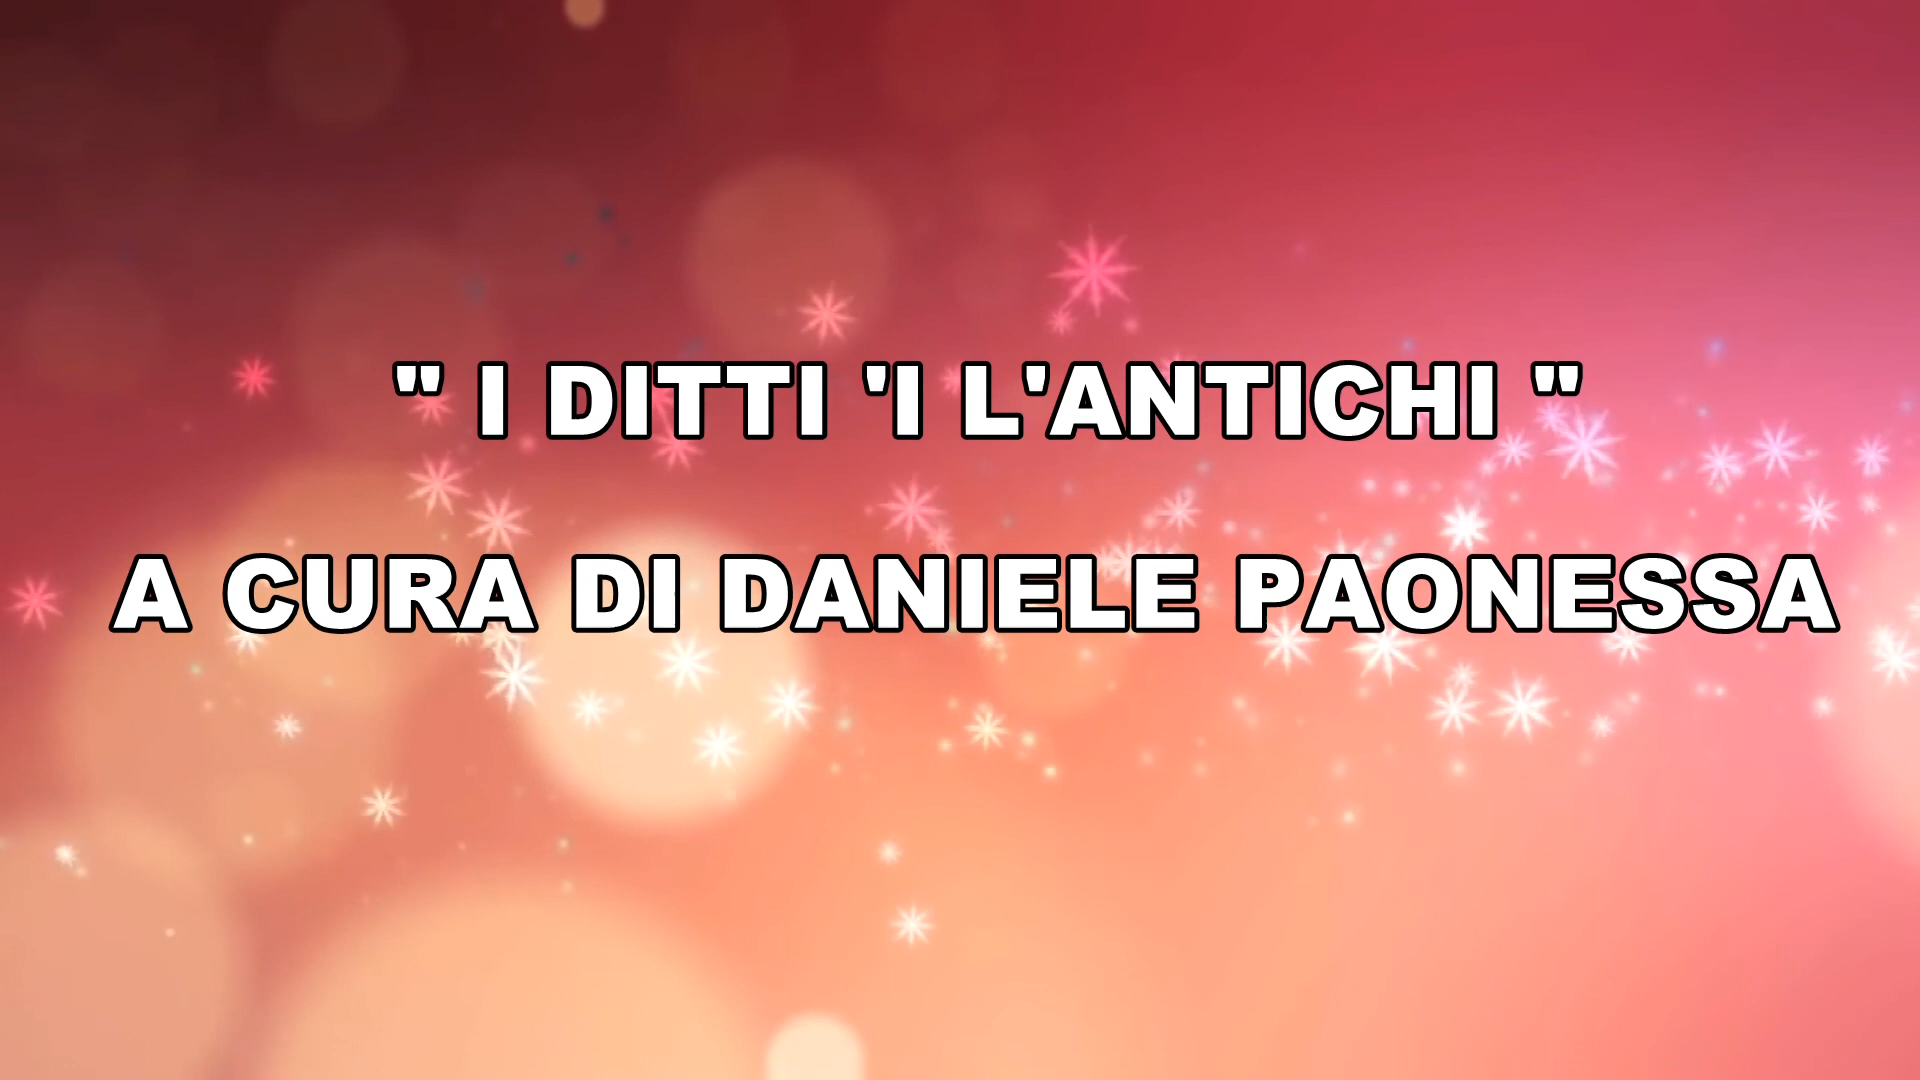 " I DITTI 'I L'ANTICHI "
A CURA DI DANIELE PAONESSA